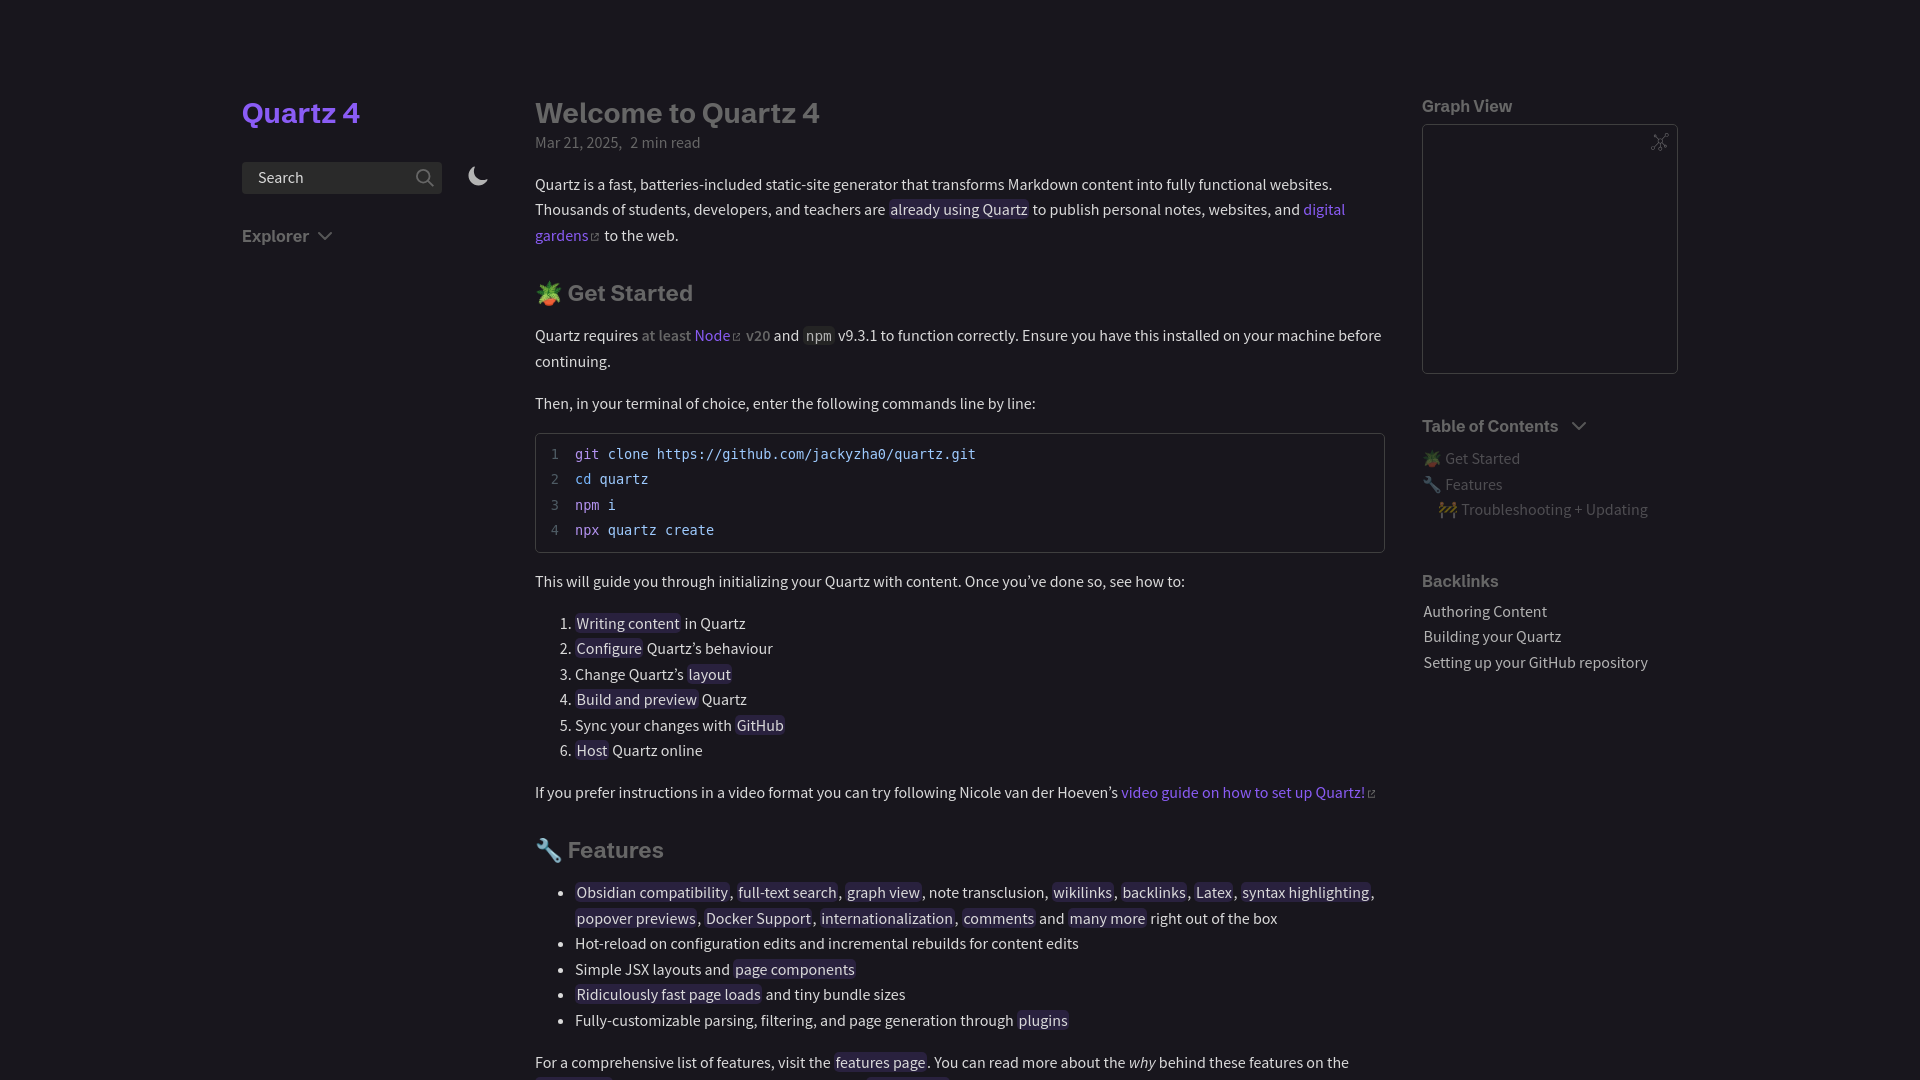 Quartz 4
Search
Explorer
Welcome to Quartz 4
Mar 21, 2025, 2 min read
Quartz is a fast, batteries-included static-site generator that transforms Markdown content into fully functional websites.
Thousands of students, developers, and teachers are already using Quartz to publish personal notes, websites, and digital
gardens to the web.
🪴 Get Started
Quartz requires at least Node v20 and npm v9.3.1 to function correctly. Ensure you have this installed on your machine before
continuing.
Then, in your terminal of choice, enter the following commands line by line:
1 git clone https://github.com/jackyzha0/quartz.git
2 cd quartz
3 npm i
4 npx quartz create
This will guide you through initializing your Quartz with content. Once you’ve done so, see how to:
1. Writing content in Quartz
2. Configure Quartz’s behaviour
3. Change Quartz’s layout
4. Build and preview Quartz
5. Sync your changes with GitHub
6. Host Quartz online
If you prefer instructions in a video format you can try following Nicole van der Hoeven’s video guide on how to set up Quartz!
🔧 Features
• Obsidian compatibility, full-text search, graph view, note transclusion, wikilinks, backlinks, Latex, syntax highlighting,
popover previews, Docker Support, internationalization, comments and many more right out of the box
• Hot-reload on configuration edits and incremental rebuilds for content edits
• Simple JSX layouts and page components
• Ridiculously fast page loads and tiny bundle sizes
• Fully-customizable parsing, filtering, and page generation through plugins
For a comprehensive list of features, visit the features page. You can read more about the why behind these features on the
Graph View
Table of Contents
🪴 Get Started
🔧 Features
🚧 Troubleshooting + Updating
Backlinks
Authoring Content
Building your Quartz
Setting up your GitHub repository